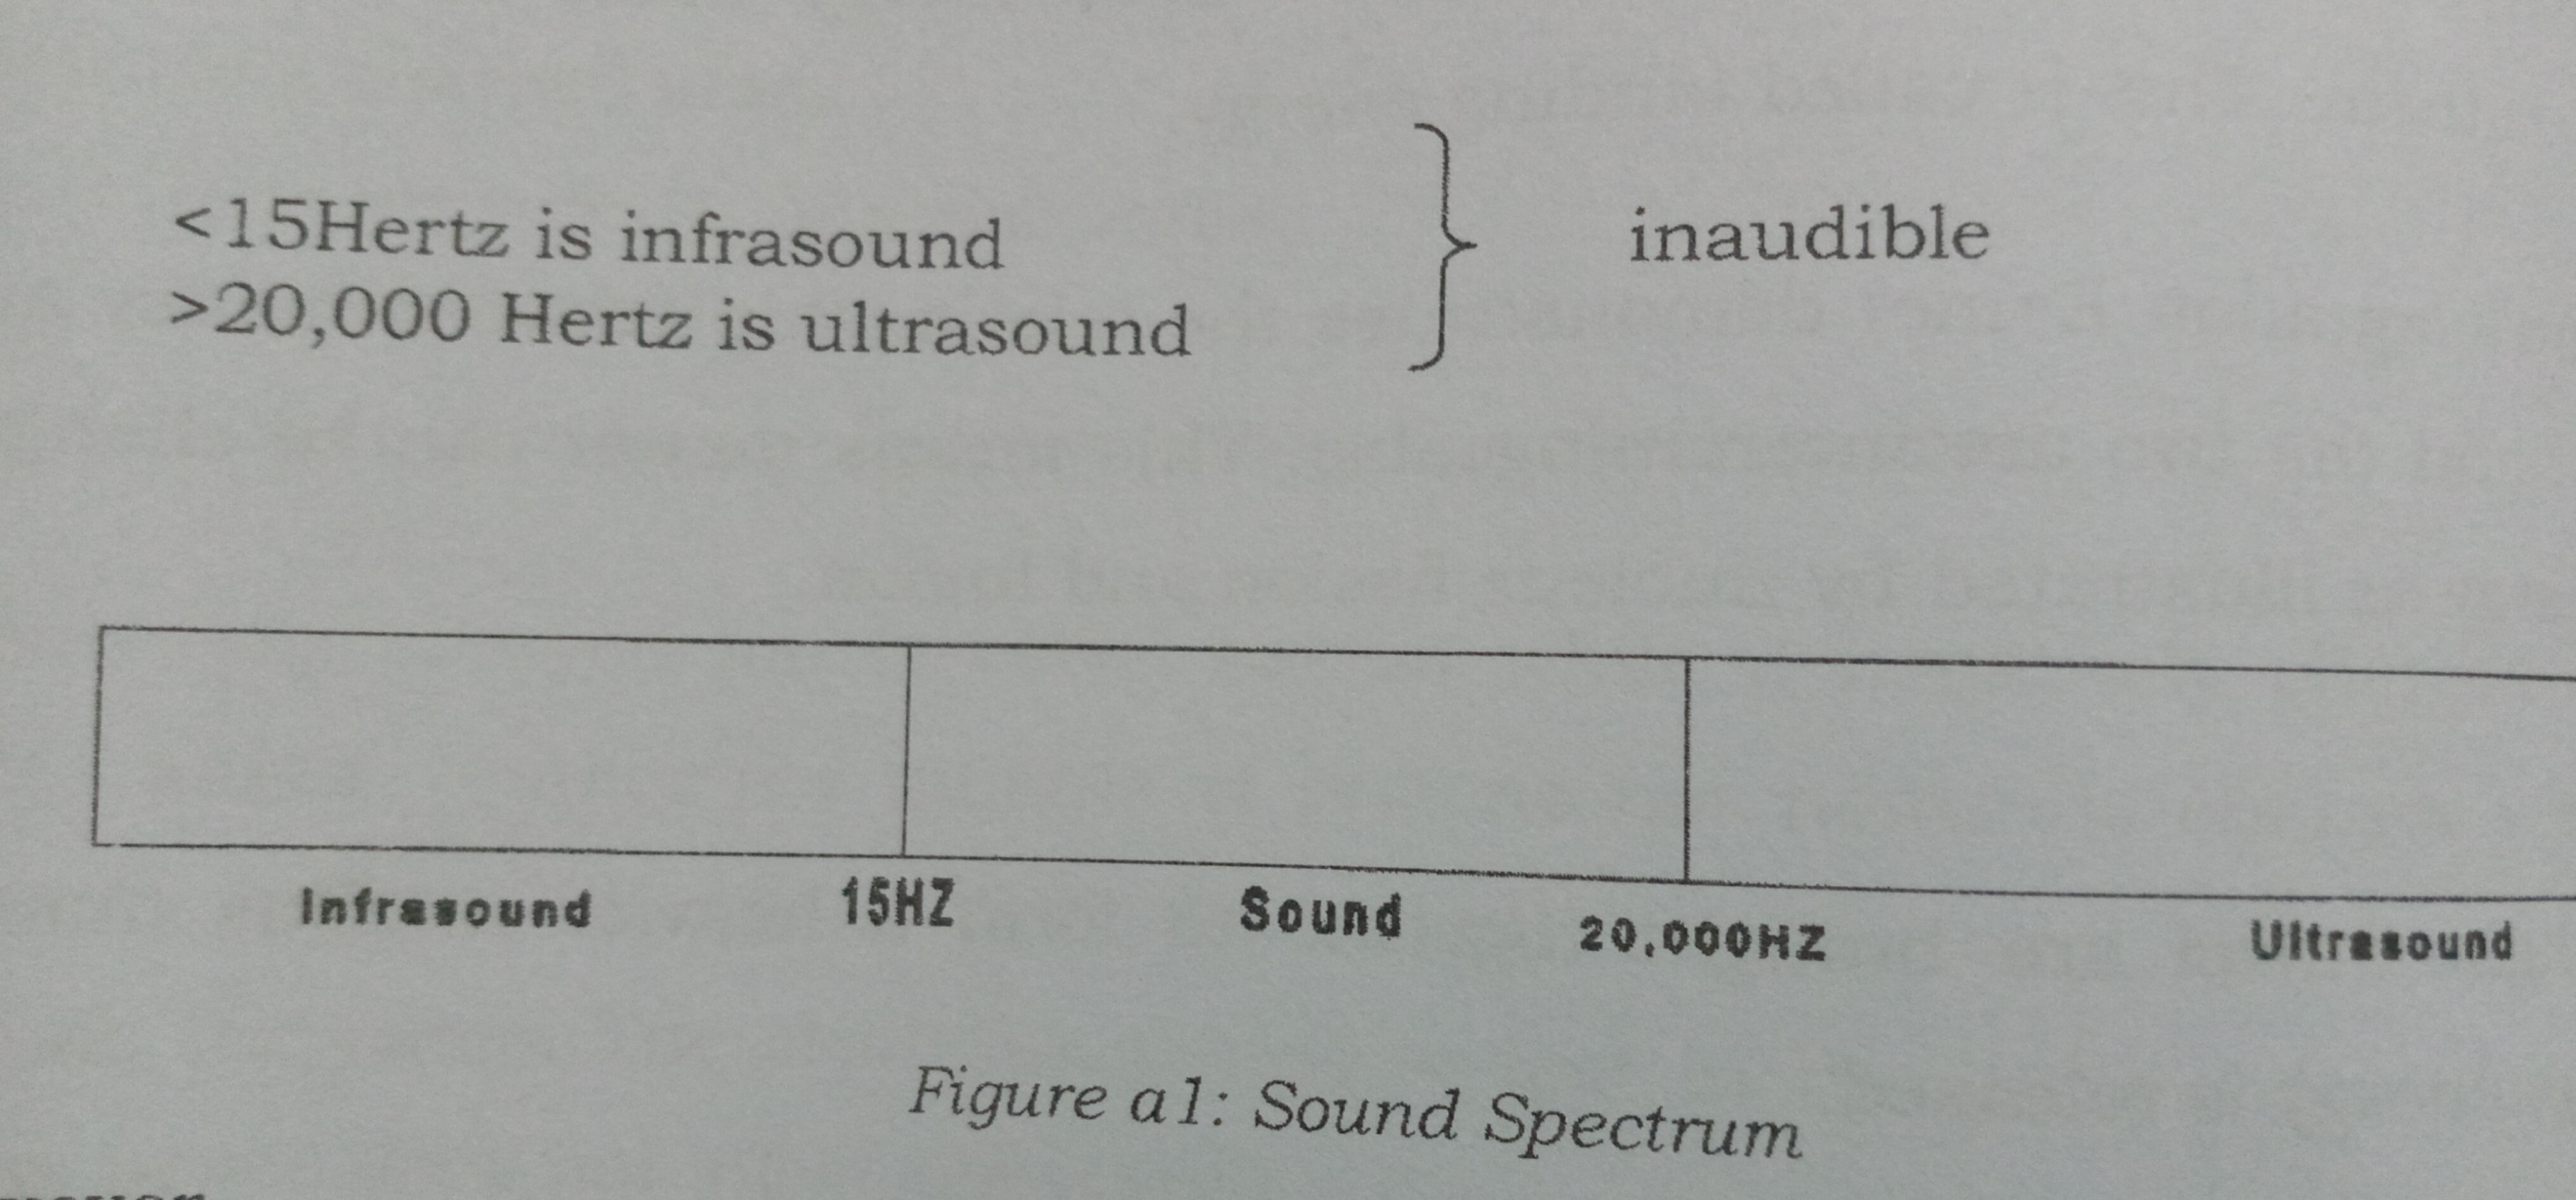 <15Hertz is infrasound
>20,000 Hertz is ultrasound
inaudible
Infrasound 15HZ Sound 20.000HZ Ultrasound
Figure a1: Sound Spectrum